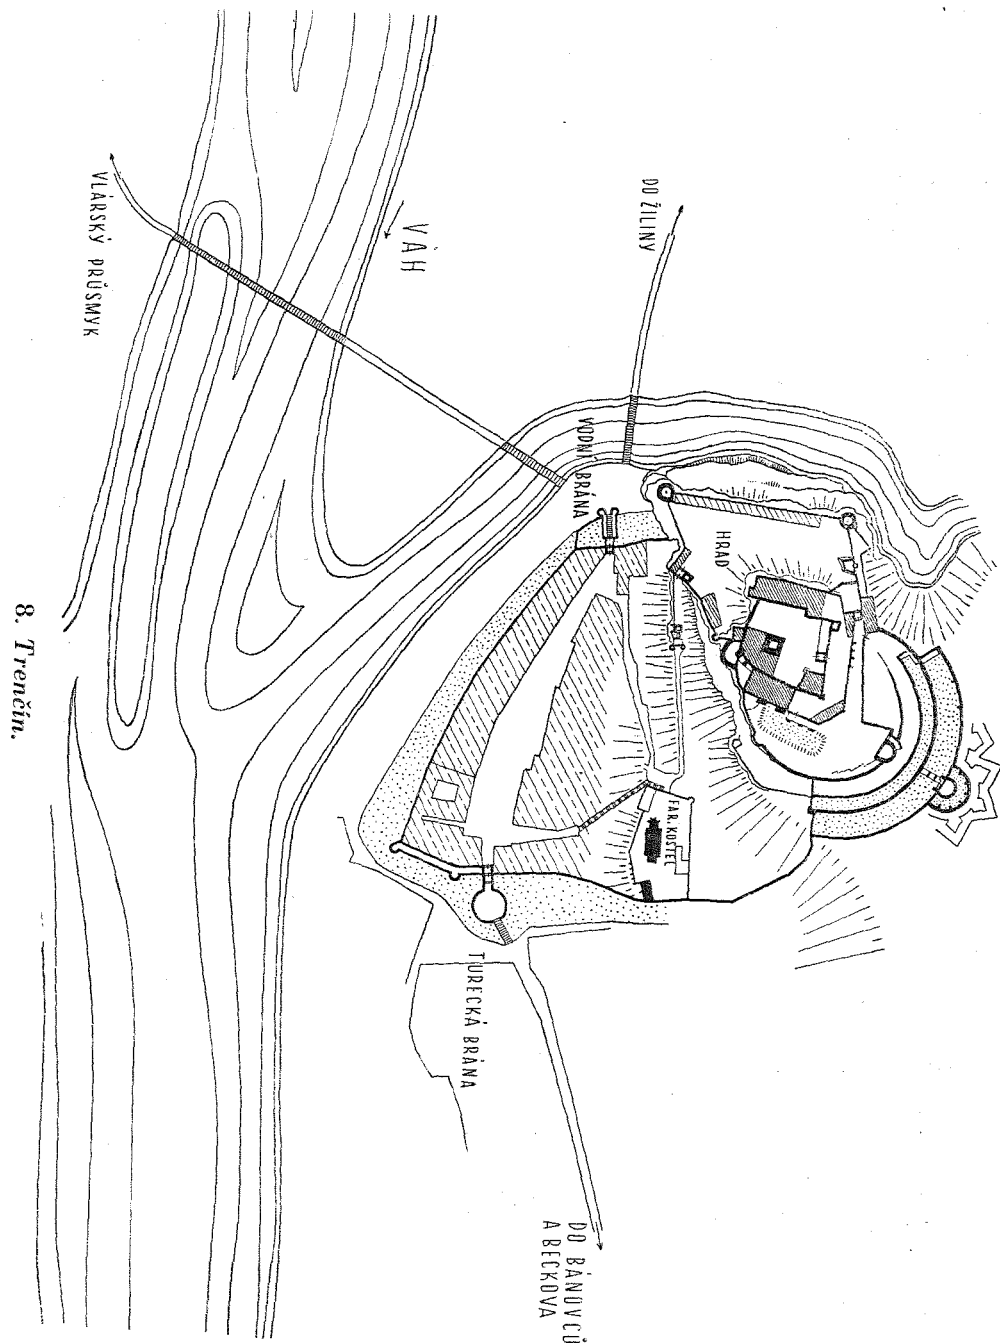 DO ŽILINY
VÁH
VLÁRSKÝ PRŮSMYK
VODNÍ BRÁNA
HRAD
FAR. KOSTEL
TURECKÁ BRÁNA
DO BÁNOVCŮ
A BECKOVA
8. Trenčín.